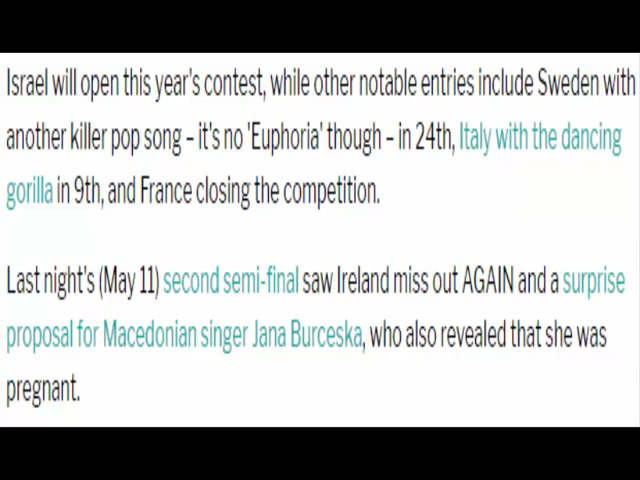 Israel will open this year's contest, while other notable entries include Sweden with
another killer pop song – it's no 'Euphoria' though – in 24th, Italy with the dancing
gorilla in 9th, and France closing the competition.
Last night's (May 11) second semi-final saw Ireland miss out AGAIN and a surprise
proposal for Macedonian singer Jana Burceska, who also revealed that she was
pregnant.